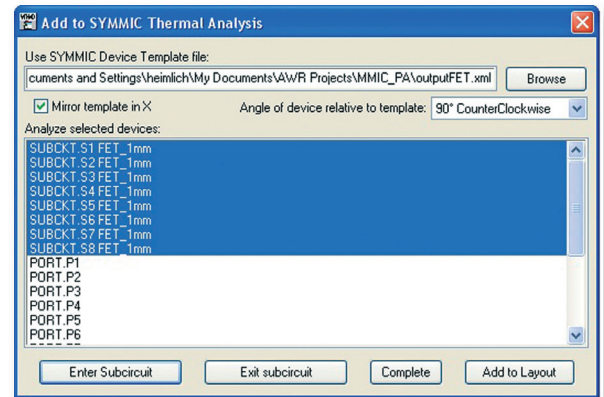 Add to SYMMIC Thermal Analysis
Use SYMMIC Device Template file:
cuments and Settings\heimlich\My Documents\AWR Projects\MMIC_PA\outputFET.xml
Browse
Mirror template in X
Angle of device relative to template:
90° CounterClockwise
Analyze selected devices:
SUBCKT.S1 FET_1mm
SUBCKT.S2 FET_1mm
SUBCKT.S3 FET_1mm
SUBCKT.S4 FET_1mm
SUBCKT.S5 FET_1mm
SUBCKT.S6 FET_1mm
SUBCKT.S7 FET_1mm
SUBCKT.S8 FET_1mm
PORT.P1
PORT.P2
PORT.P3
PORT.P4
PORT.P5
PORT.P6
Enter Subcircuit
Exit subcircuit
Complete
Add to Layout